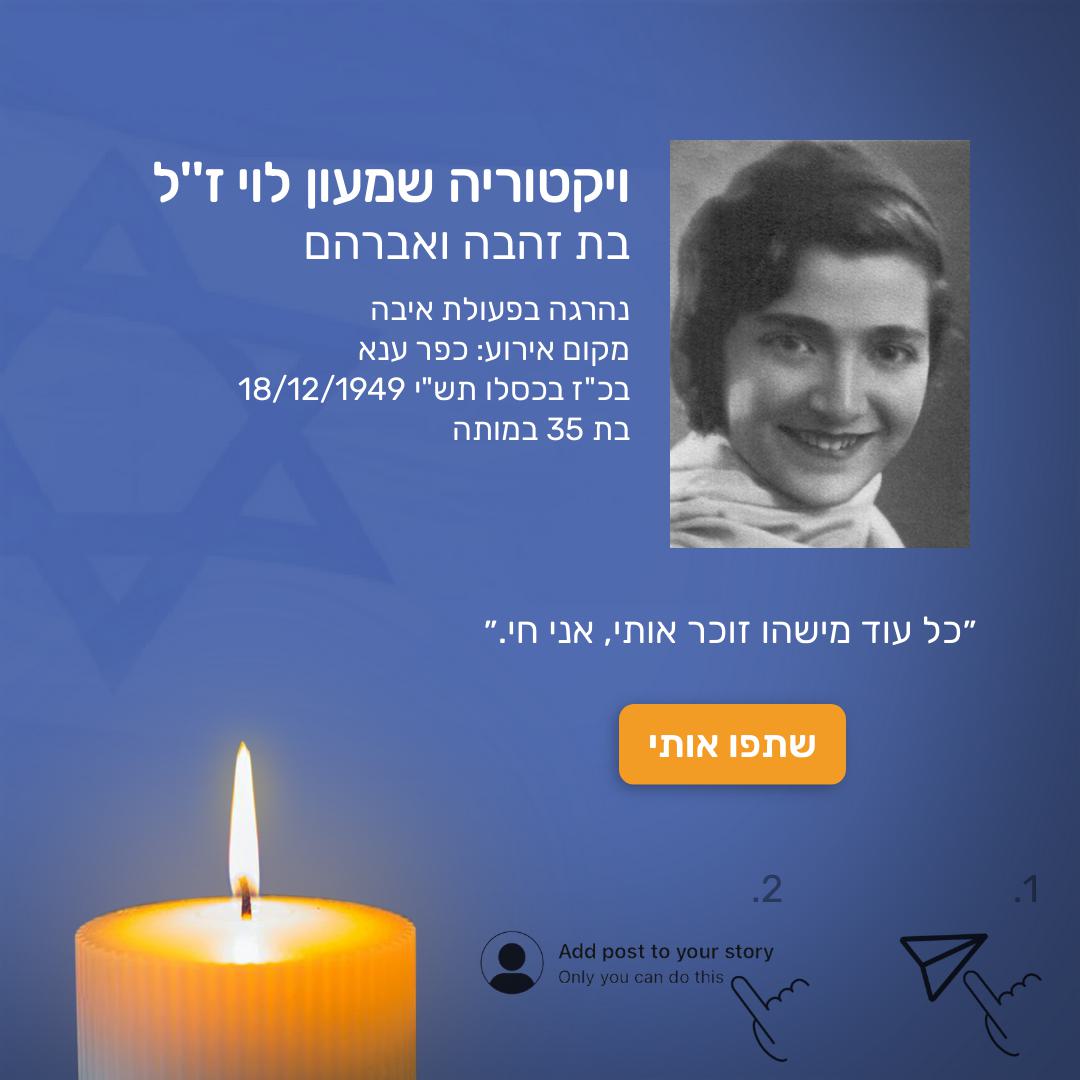 ויקטוריה שמעון לוי ז"ל
בת זהבה ואברהם
נהרגה בפעולת איבה
מקום אירוע: כפר ענא
בכ"ז בכסלו תש"י 18/12/1949
בת 35 במותה
״כל עוד מישהו זוכר אותי, אני חי.״
שתפו אותי
1.
2.
Add post to your story
Only you can do this